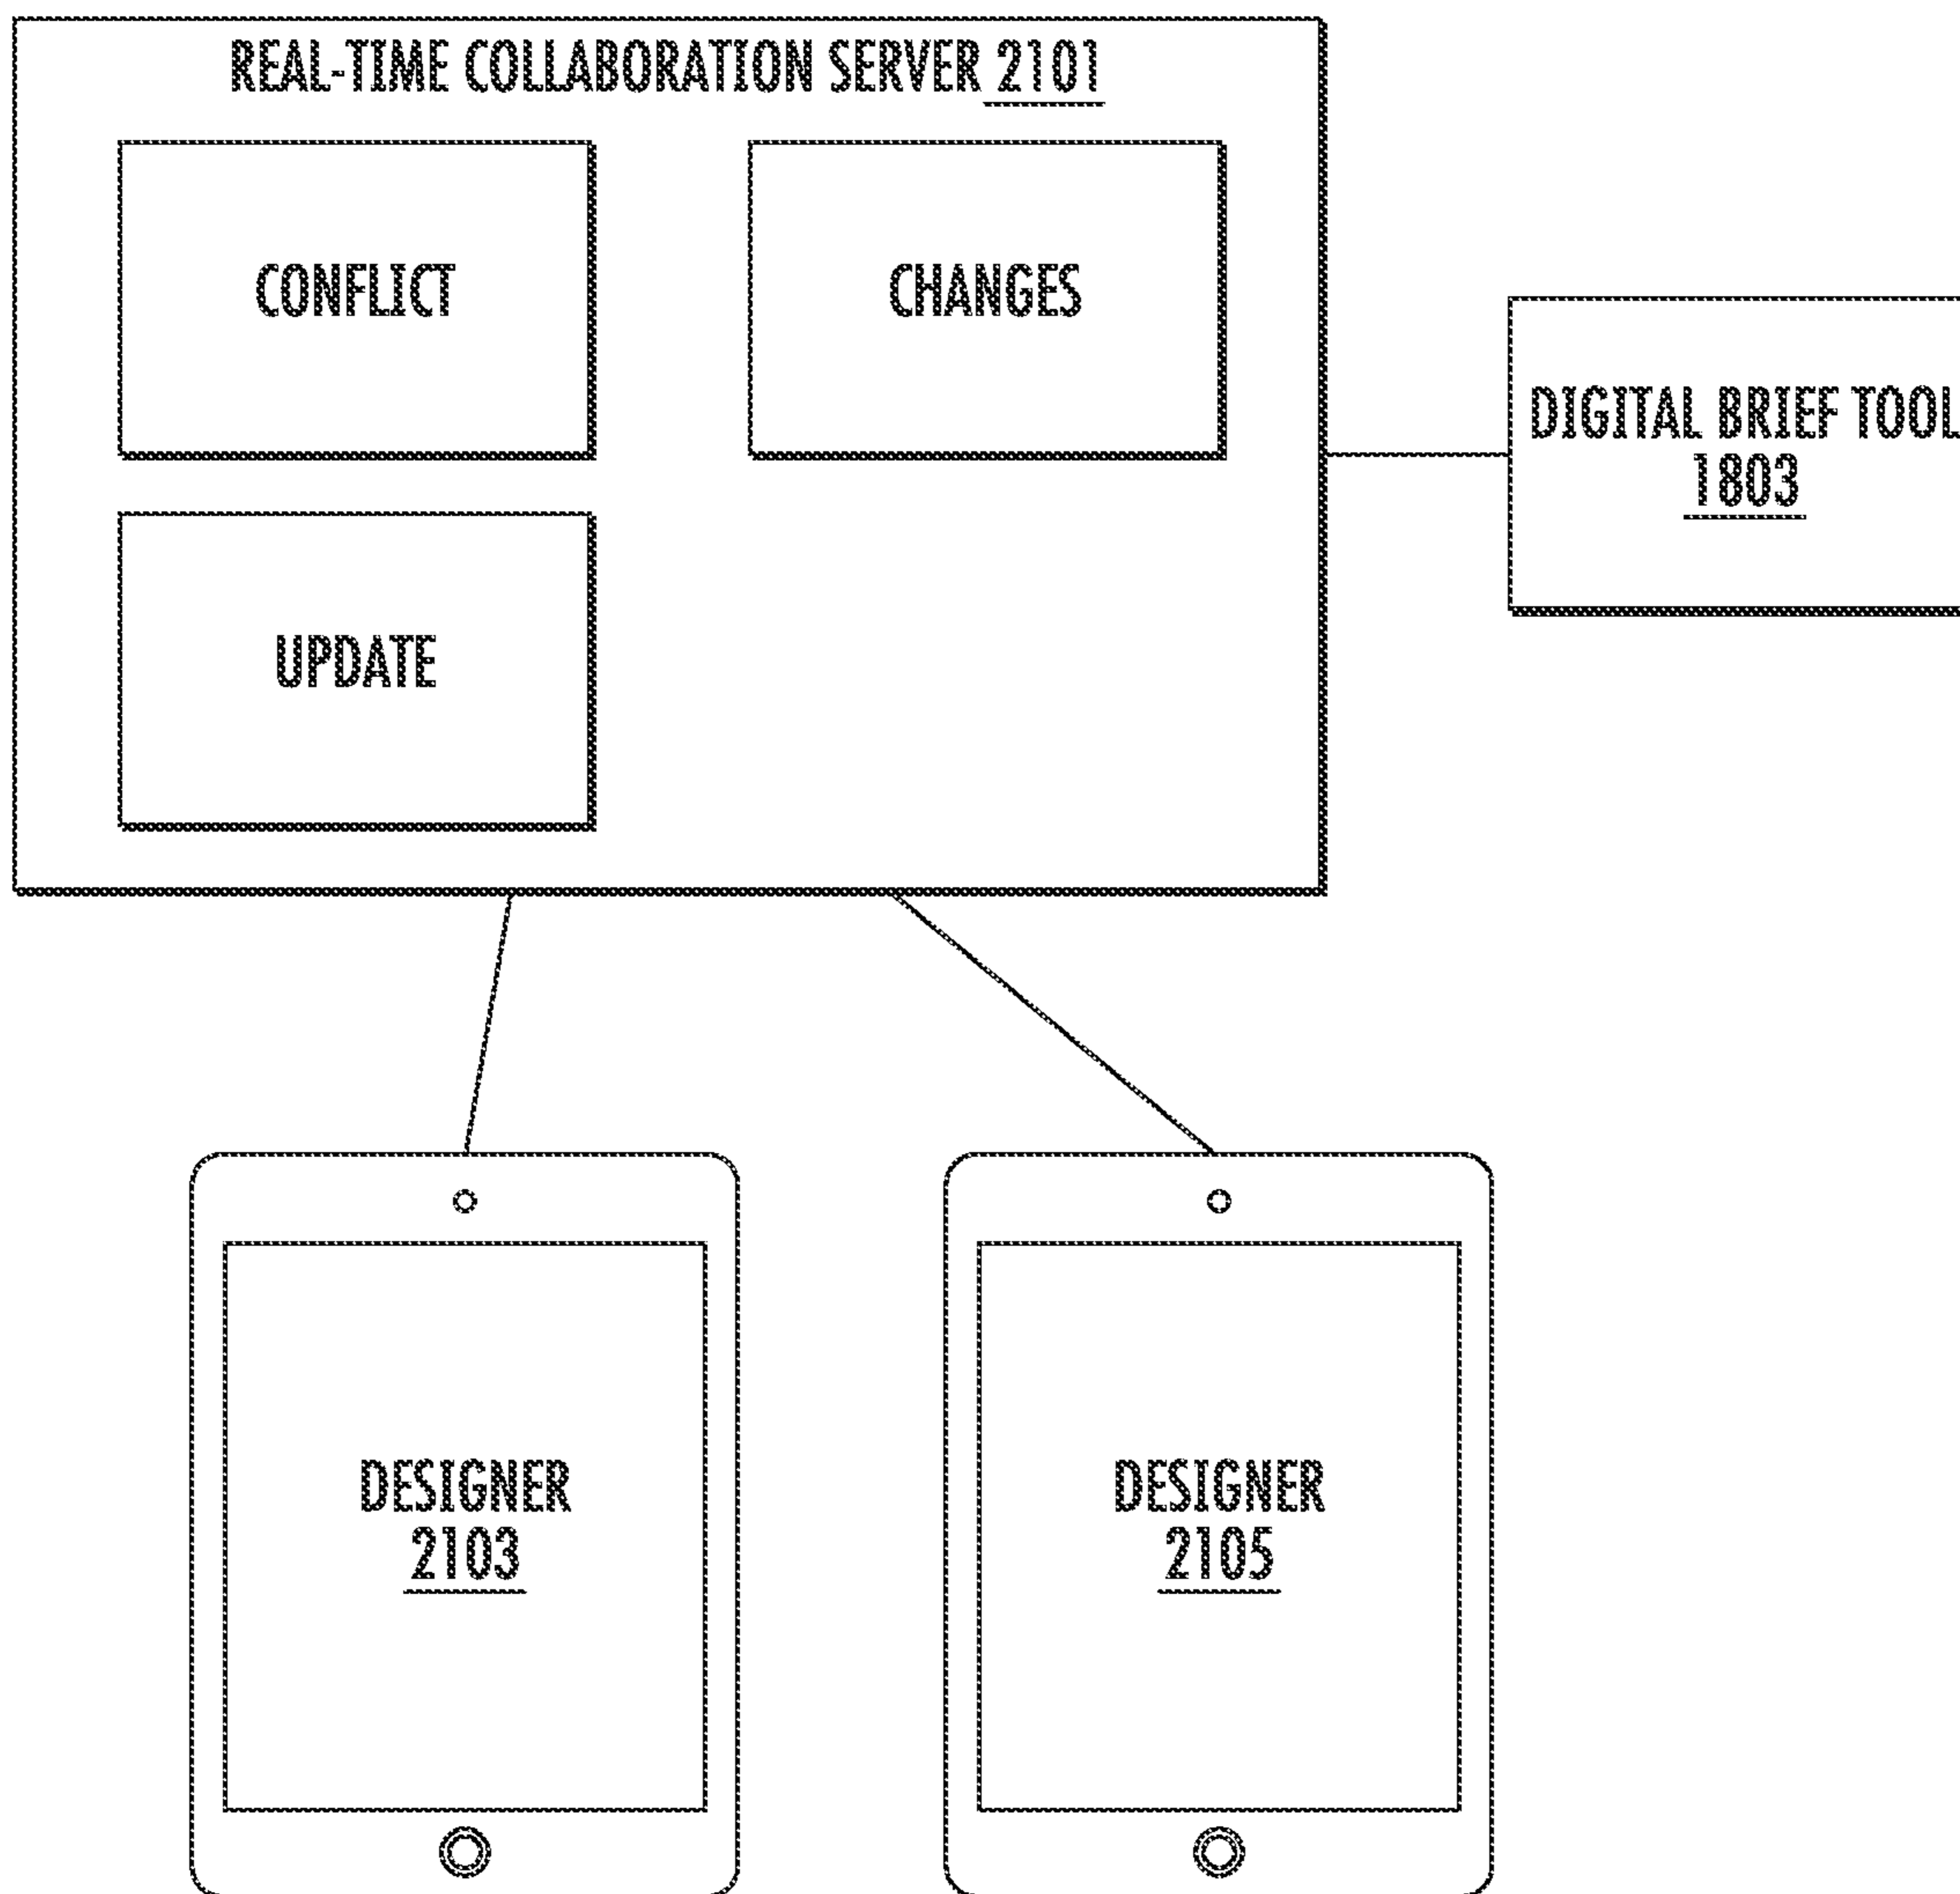 REAL-TIME COLLABORATION SERVER 2101
CONFLICT
CHANGES
DIGITAL BRIEF TOOL
1803
UPDATE
DESIGNER
2103
DESIGNER
2105